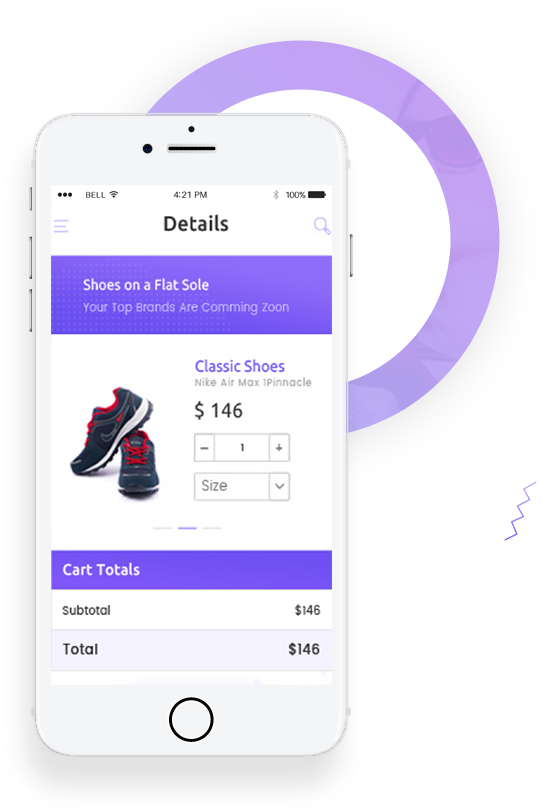 BELL 4:21 PM 100%
Details
Shoes on a Flat Sole
Your Top Brands Are Comming Zoon
Classic Shoes
Nike Air Max 1Pinnacle
$ 146
− 1 +
Size
Cart Totals
Subtotal $146
Total $146